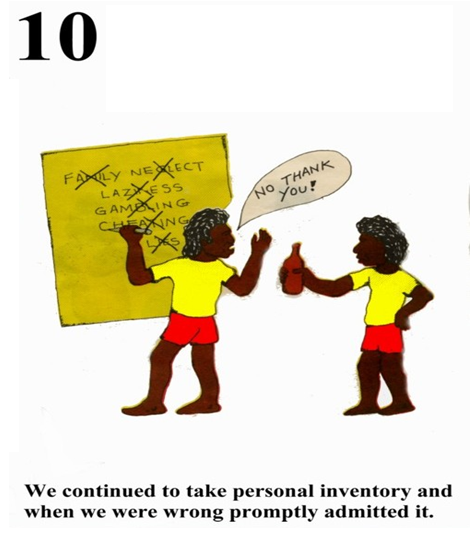 10
FAMILY NEGLECT
LAZINESS
GAMBLING
CHEATING
LIES
NO THANK
YOU!
We continued to take personal inventory and
when we were wrong promptly admitted it.